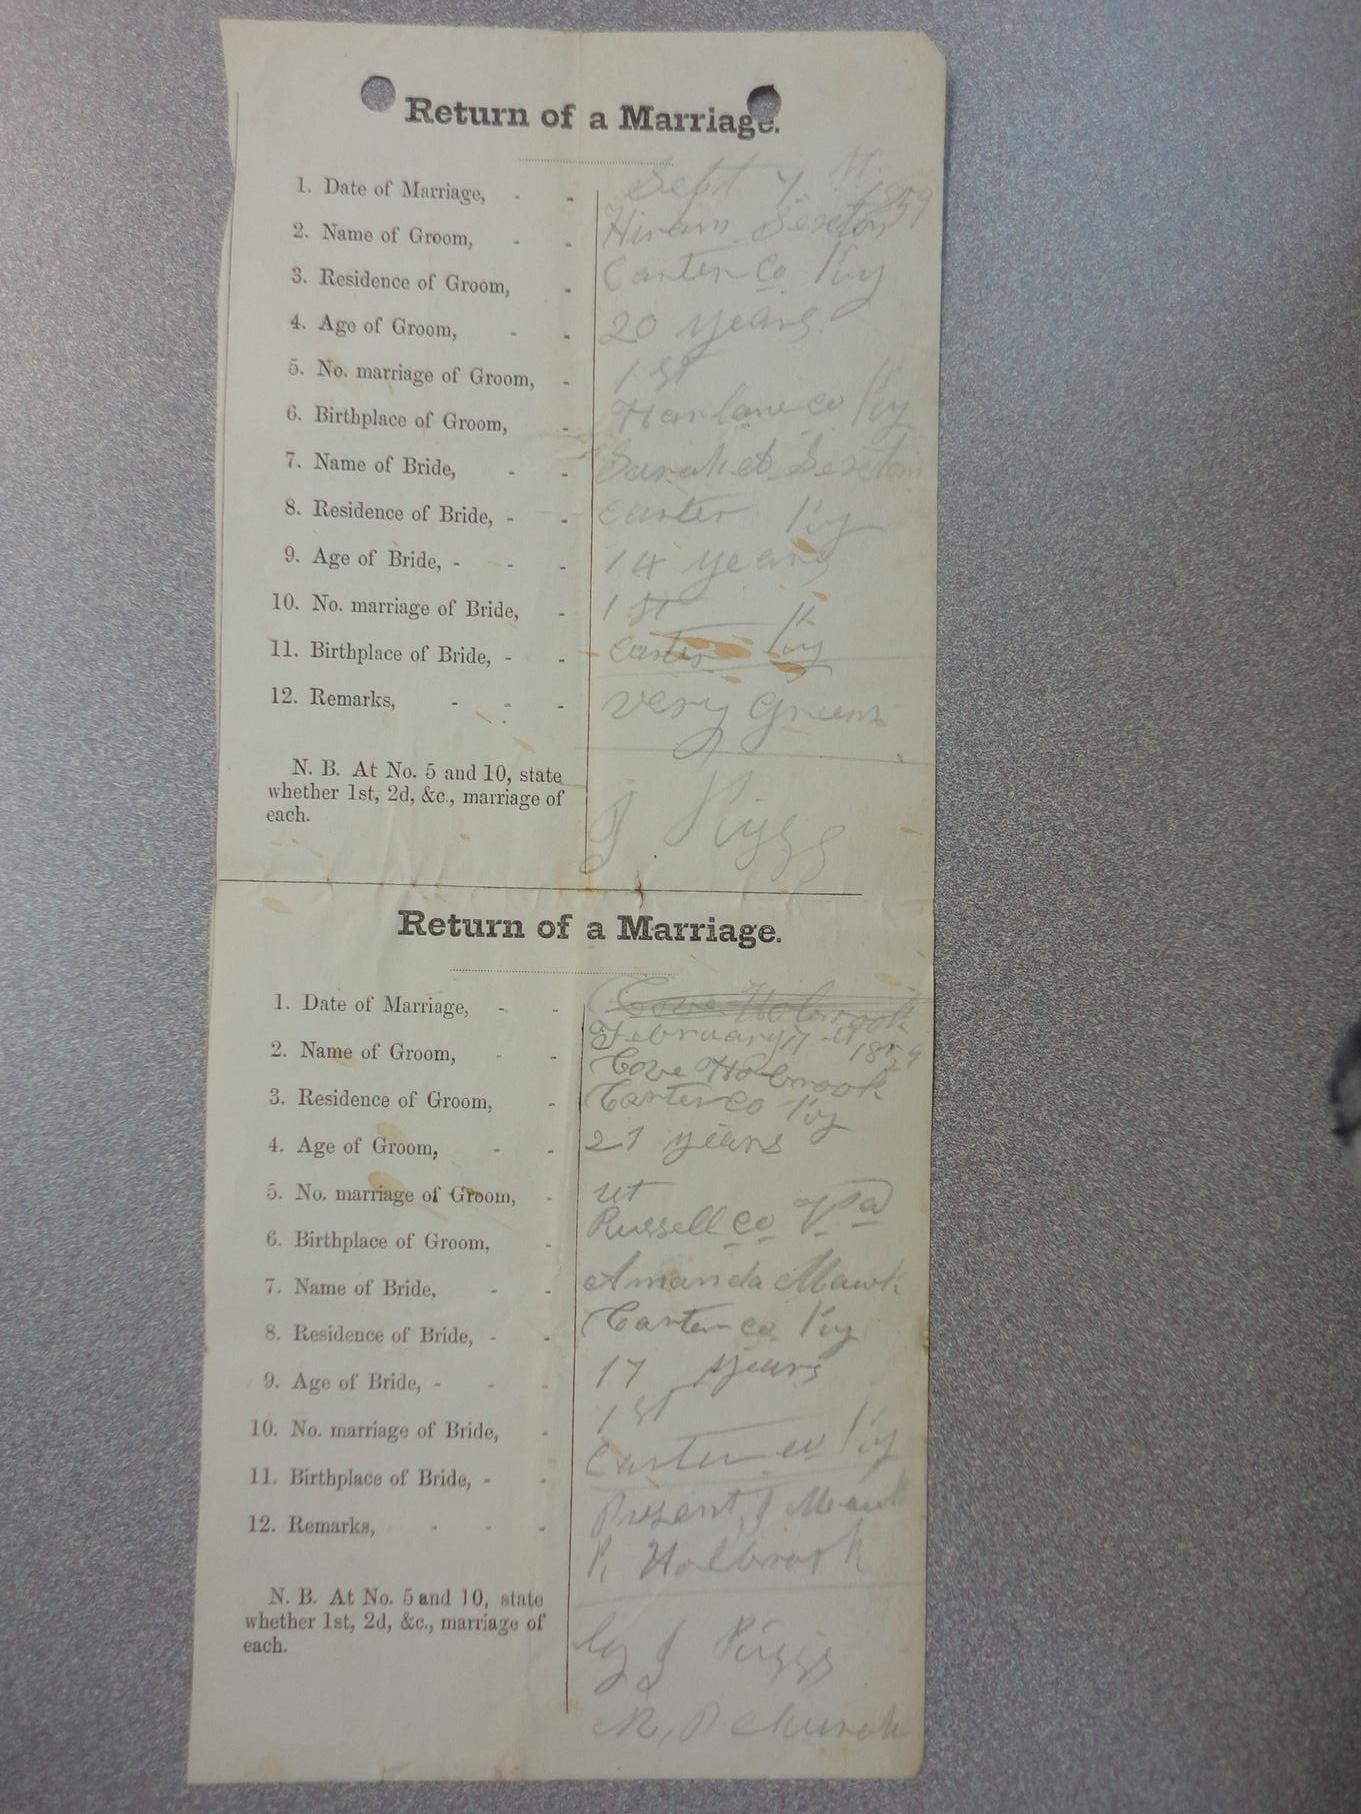 Return of a Marriage.
1. Date of Marriage, - - Sept 7 1859
2. Name of Groom, - - Hiram Sexton
3. Residence of Groom, - Carter Co Ky
4. Age of Groom, - - 20 years
5. No. marriage of Groom, - 1st
6. Birthplace of Groom, - Harlane co Ky
7. Name of Bride, - - Sarah Sexton
8. Residence of Bride, - - Carter Ky
9. Age of Bride, - - - 14 years
10. No. marriage of Bride, - 1st
11. Birthplace of Bride, - - Carter Ky
12. Remarks, - - - very Green
N. B. At No. 5 and 10, state
whether 1st, 2d, &c., marriage of
each.
J Riggs
Return of a Marriage.
Cove Holbrook
1. Date of Marriage, - - February 1859
2. Name of Groom, - - Cove Holbrook
3. Residence of Groom, - Carter co Ky
4. Age of Groom, - - 21 years
5. No. marriage of Groom, - 1st
6. Birthplace of Groom, - Russell co Va
7. Name of Bride, - - Amanda Mawk
8. Residence of Bride, - - Carter co Ky
9. Age of Bride, - - - 17 years
10. No. marriage of Bride, - 1st
11. Birthplace of Bride, - - Carter co Ky
12. Remarks, - - - Present, J Mawk
R Holbrook
N. B. At No. 5 and 10, state
whether 1st, 2d, &c., marriage of
each.
by J Riggs
M, P Church